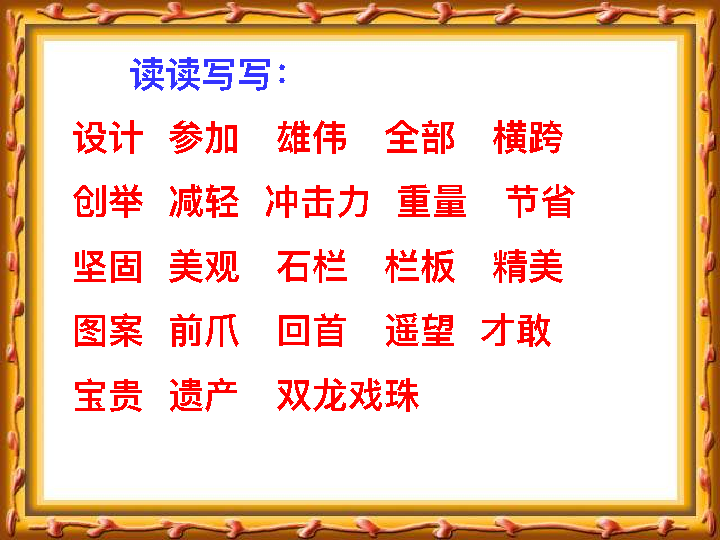 读读写写：
设计 参加 雄伟 全部 横跨
创举 减轻 冲击力 重量 节省
坚固 美观 石栏 栏板 精美
图案 前爪 回首 遥望 才敢
宝贵 遗产 双龙戏珠